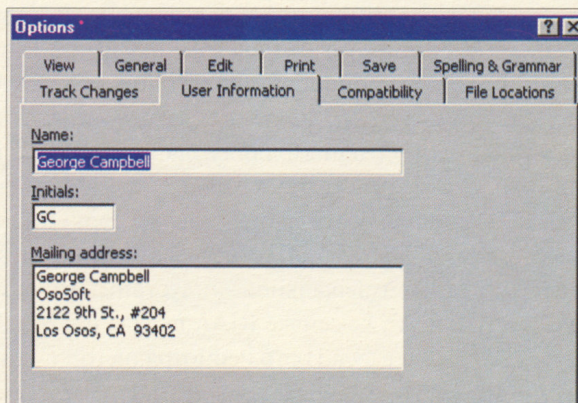 Options
View General Edit Print Save Spelling & Grammar
Track Changes User Information Compatibility File Locations
Name:
George Campbell
Initials:
GC
Mailing address:
George Campbell
OsoSoft
2122 9th St., #204
Los Osos, CA 93402